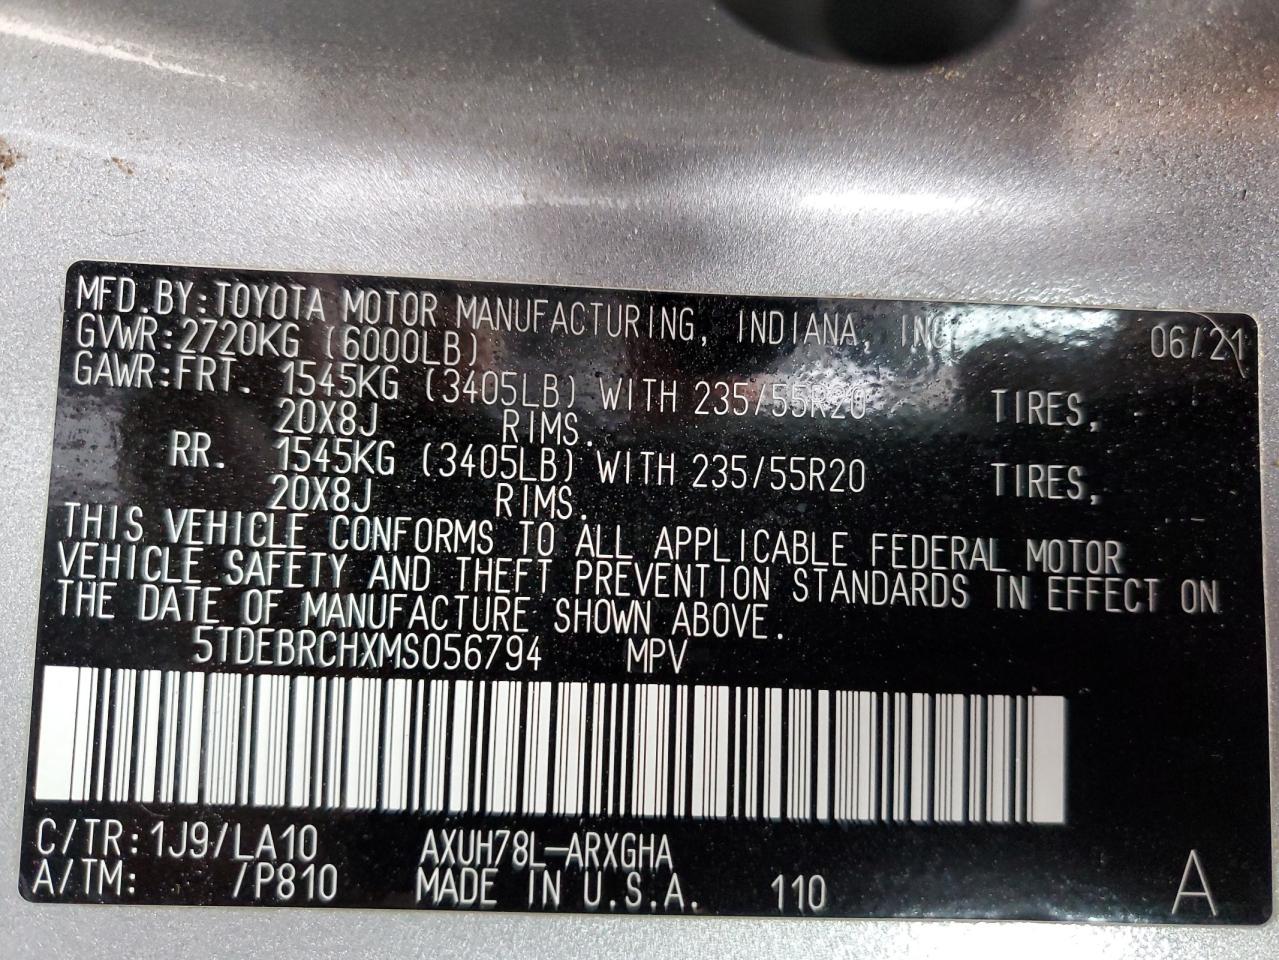 MFD.BY:TOYOTA MOTOR MANUFACTURING, INDIANA, INC. 06/21
GVWR:2720KG (6000LB)
GAWR:FRT. 1545KG (3405LB) WITH 235/55R20 TIRES,
20X8J RIMS.
RR. 1545KG (3405LB) WITH 235/55R20 TIRES,
20X8J RIMS.
THIS VEHICLE CONFORMS TO ALL APPLICABLE FEDERAL MOTOR
VEHICLE SAFETY AND THEFT PREVENTION STANDARDS IN EFFECT ON
THE DATE OF MANUFACTURE SHOWN ABOVE.
5TDEBRCHXMS056794 MPV
C/TR:1J9/LA10 AXUH78L-ARXGHA
A/TM: /P810 MADE IN U.S.A. 110 A